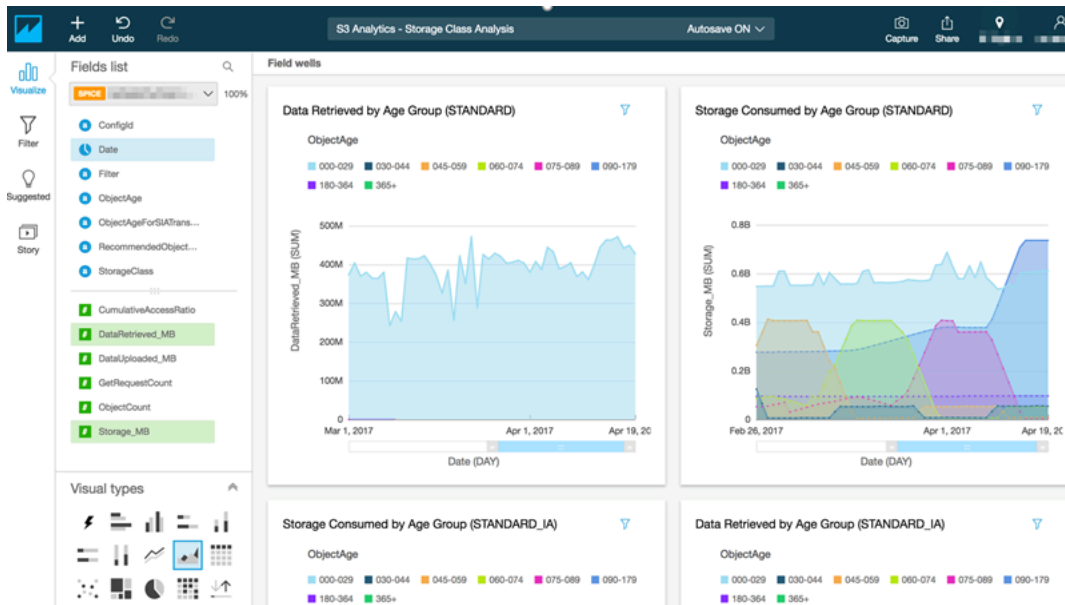 Add Undo Redo S3 Analytics - Storage Class Analysis Autosave ON Capture Share
Visualize
Filter
Suggested
Story
Fields list
SPICE 100%
ConfigId
Date
Filter
ObjectAge
ObjectAgeForSIATrans...
RecommendedObject...
StorageClass
CumulativeAccessRatio
DataRetrieved_MB
DataUploaded_MB
GetRequestCount
ObjectCount
Storage_MB
Visual types
Field wells
Data Retrieved by Age Group (STANDARD)
ObjectAge
000-029 030-044 045-059 060-074 075-089 090-179
180-364 365+
DataRetrieved_MB (SUM)
500M
400M
300M
200M
100M
0
Mar 1, 2017 Apr 1, 2017 Apr 19, 20
Date (DAY)
Storage Consumed by Age Group (STANDARD)
ObjectAge
000-029 030-044 045-059 060-074 075-089 090-179
180-364 365+
Storage_MB (SUM)
0.8B
0.6B
0.4B
0.2B
0
Feb 26, 2017 Apr 1, 2017 Apr 19, 20
Date (DAY)
Storage Consumed by Age Group (STANDARD_IA)
ObjectAge
000-029 030-044 045-059 060-074 075-089 090-179
180-364 365+
Data Retrieved by Age Group (STANDARD_IA)
ObjectAge
000-029 030-044 045-059 060-074 075-089 090-179
180-364 365+